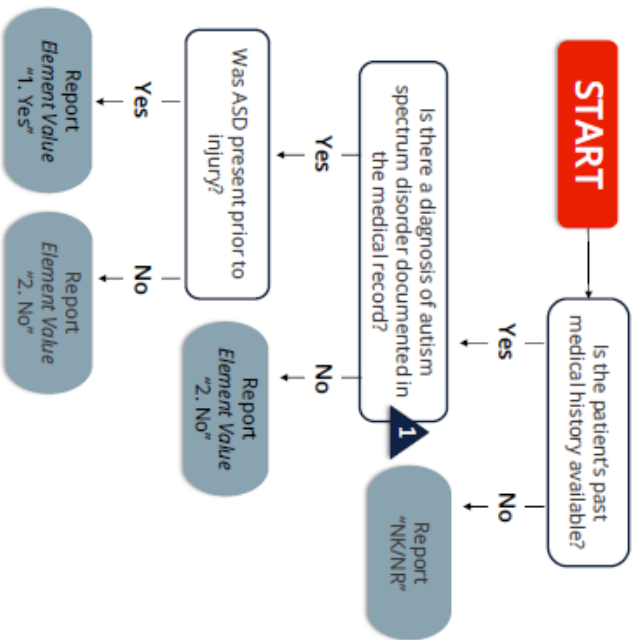 START
Is the patient's past
medical history available?
Yes
No
Is there a diagnosis of autism
spectrum disorder documented in
the medical record?
1
Report
"NK/NR"
Yes
No
Was ASD present prior to
injury?
Report
Element Value
"2. No"
Yes
No
Report
Element Value
"1. Yes"
Report
Element Value
"2. No"